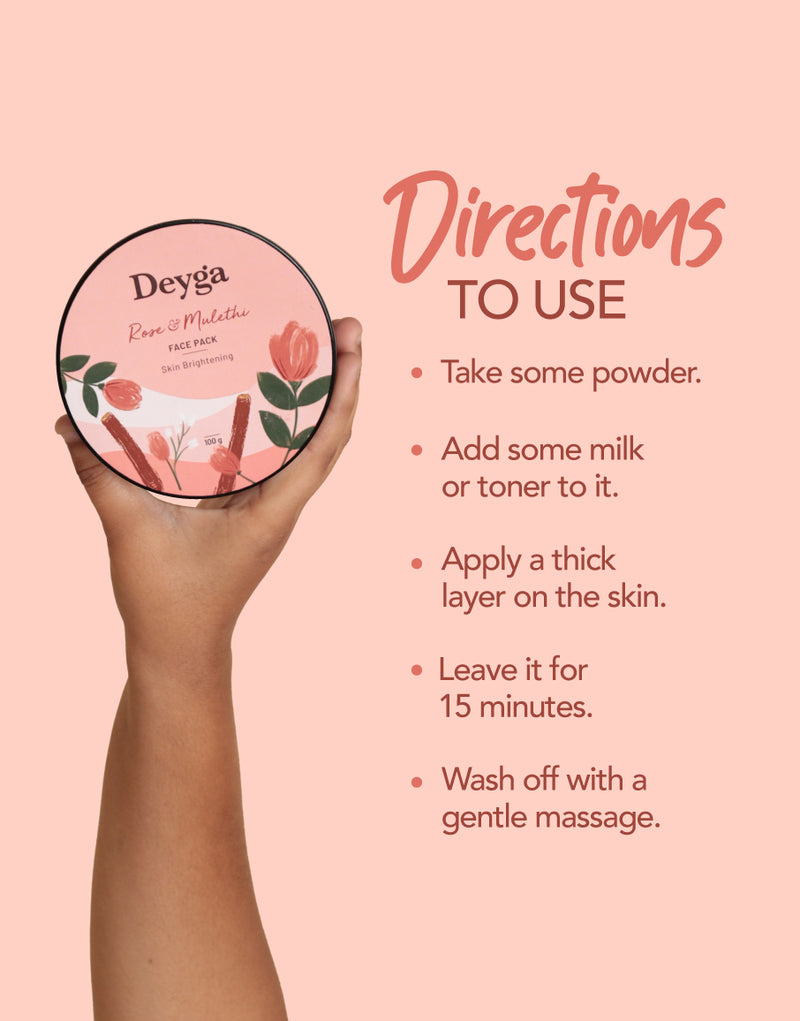 Deyga
Rose & Mulethi
FACE PACK
Skin Brightening
100 g
Directions
TO USE
• Take some powder.
• Add some milk
or toner to it.
• Apply a thick
layer on the skin.
• Leave it for
15 minutes.
• Wash off with a
gentle massage.